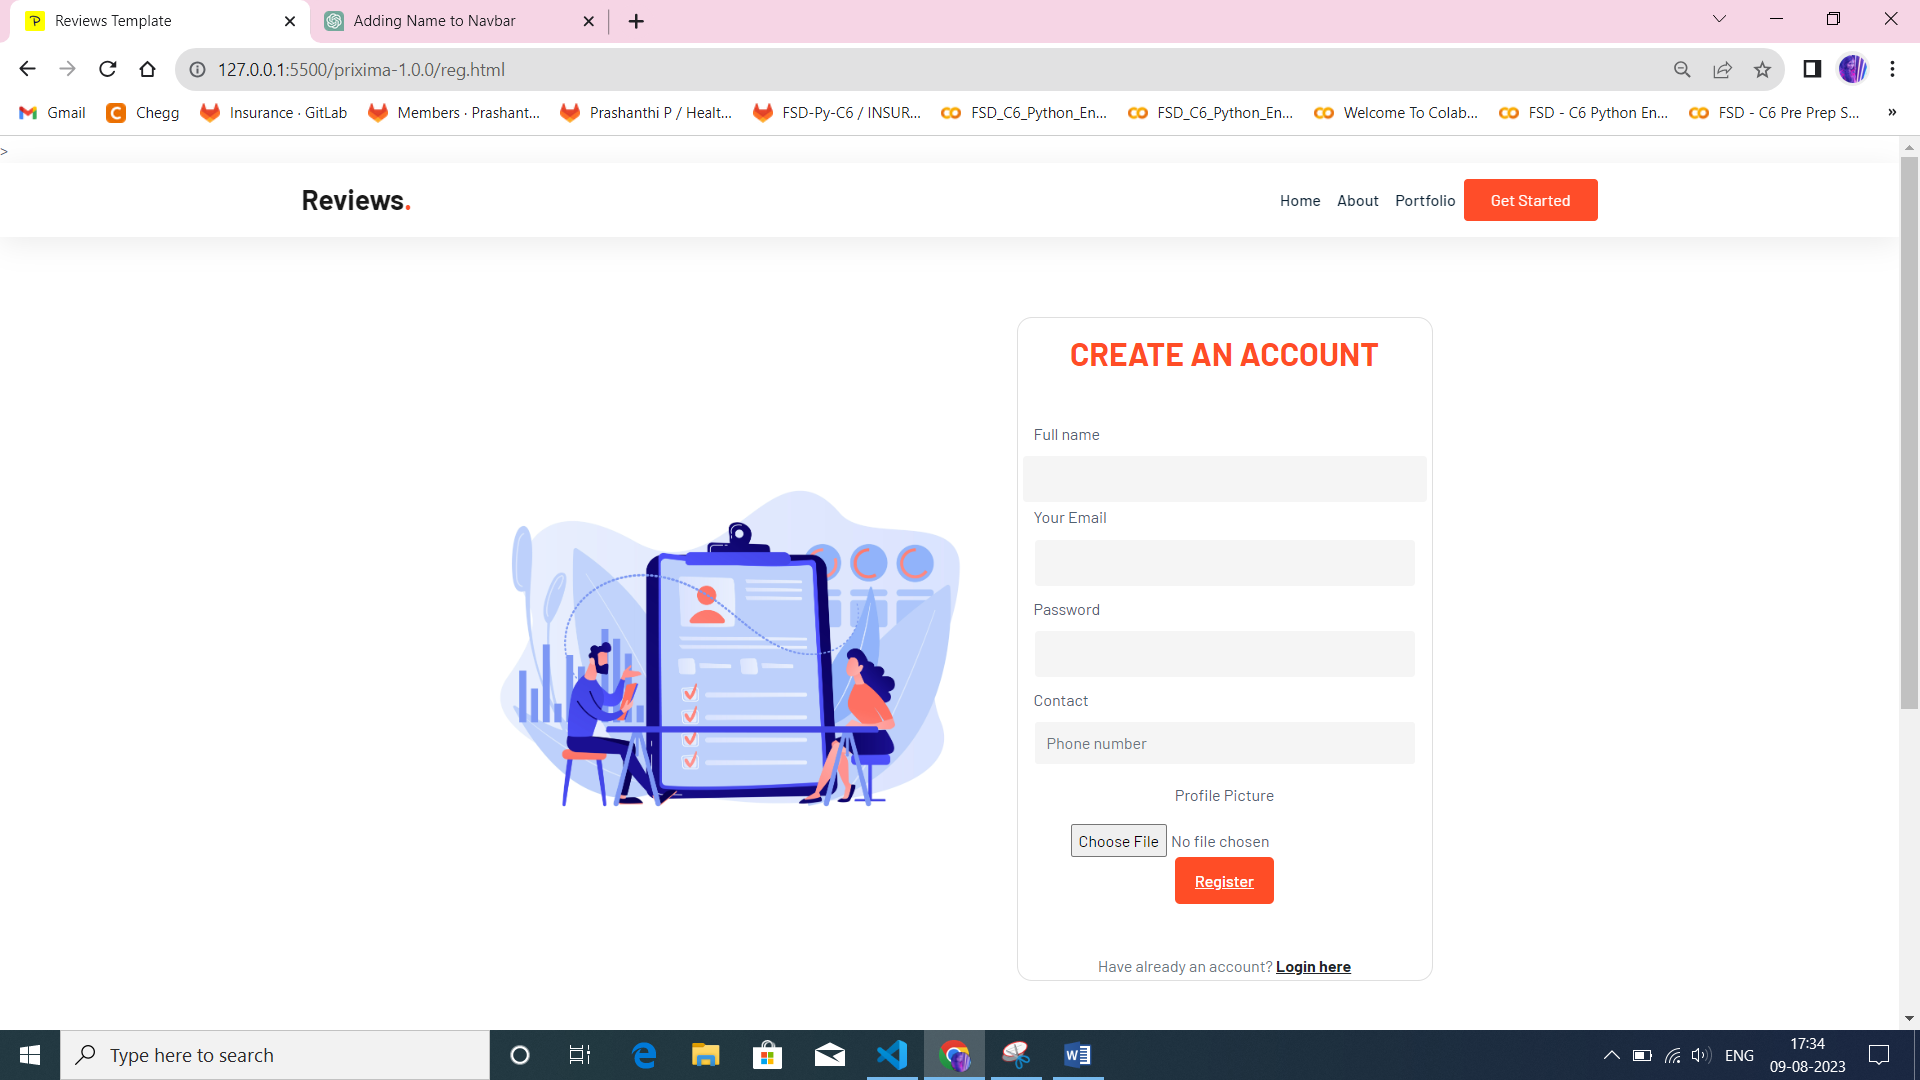 Reviews Template
Adding Name to Navbar
127.0.0.1:5500/prixima-1.0.0/reg.html
Gmail
Chegg
Insurance · GitLab
Members · Prashant...
Prashanthi P / Healt...
FSD-Py-C6 / INSUR...
FSD_C6_Python_En...
FSD_C6_Python_En...
Welcome To Colab...
FSD - C6 Python En...
FSD - C6 Pre Prep S...
»
>
Reviews.
Home
About
Portfolio
Get Started
CREATE AN ACCOUNT
Full name
Your Email
Password
Contact
Phone number
Profile Picture
Choose File No file chosen
Register
Have already an account? Login here
Type here to search
ENG
17:34
09-08-2023